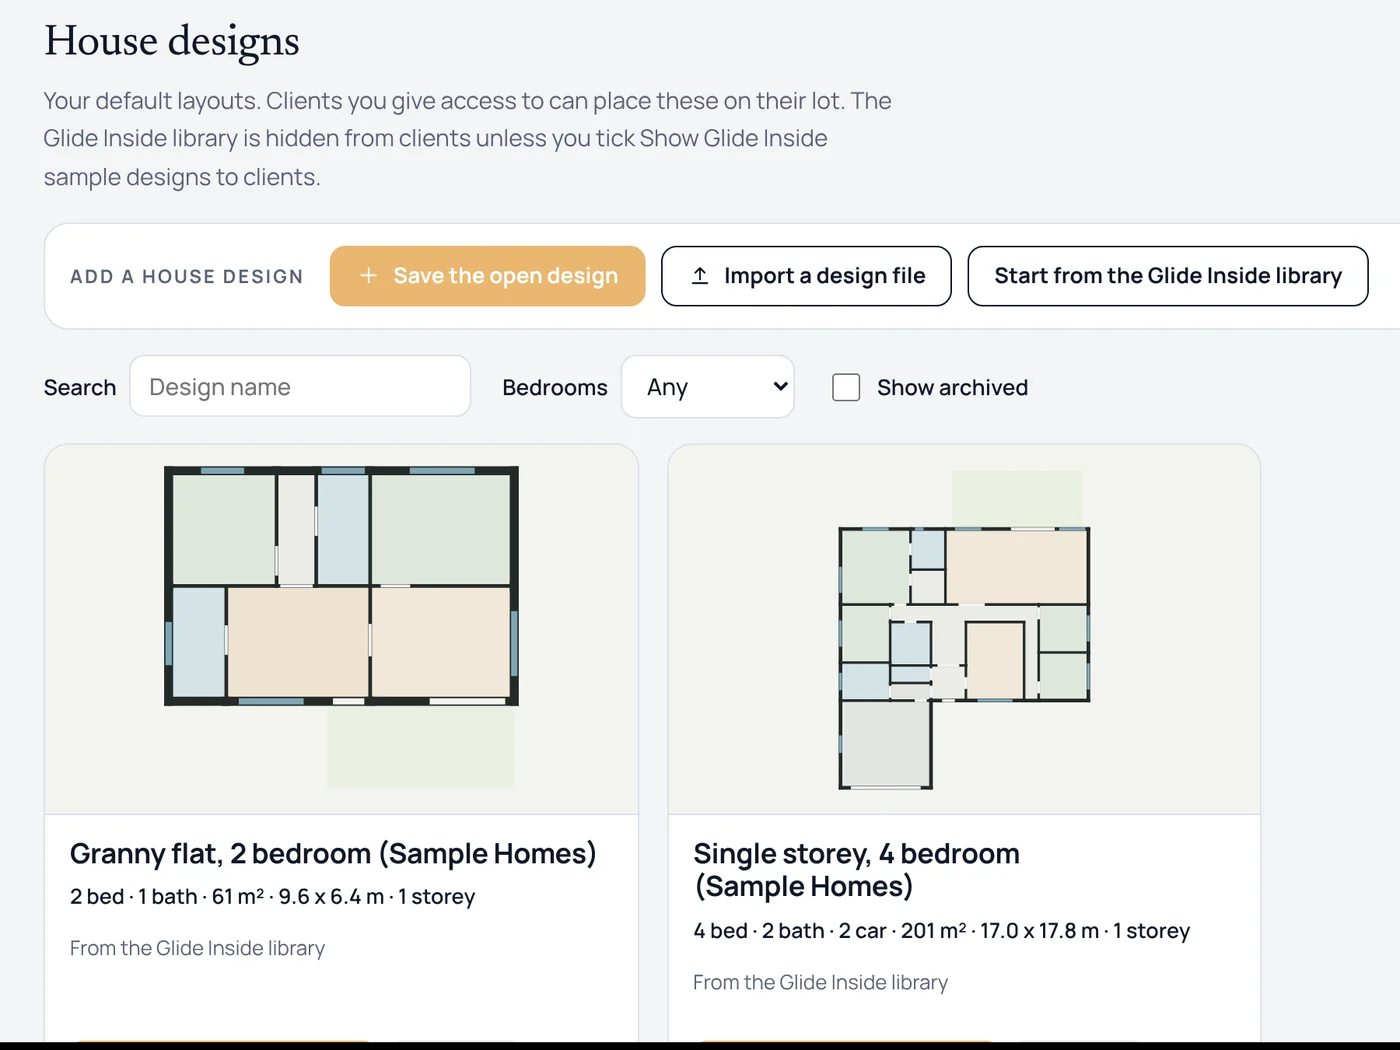 House designs
Your default layouts. Clients you give access to can place these on their lot. The
Glide Inside library is hidden from clients unless you tick Show Glide Inside
sample designs to clients.
ADD A HOUSE DESIGN
+ Save the open design
Import a design file
Start from the Glide Inside library
Search
Design name
Bedrooms
Any
Show archived
Granny flat, 2 bedroom (Sample Homes)
2 bed · 1 bath · 61 m² · 9.6 x 6.4 m · 1 storey
From the Glide Inside library
Single storey, 4 bedroom
(Sample Homes)
4 bed · 2 bath · 2 car · 201 m² · 17.0 x 17.8 m · 1 storey
From the Glide Inside library